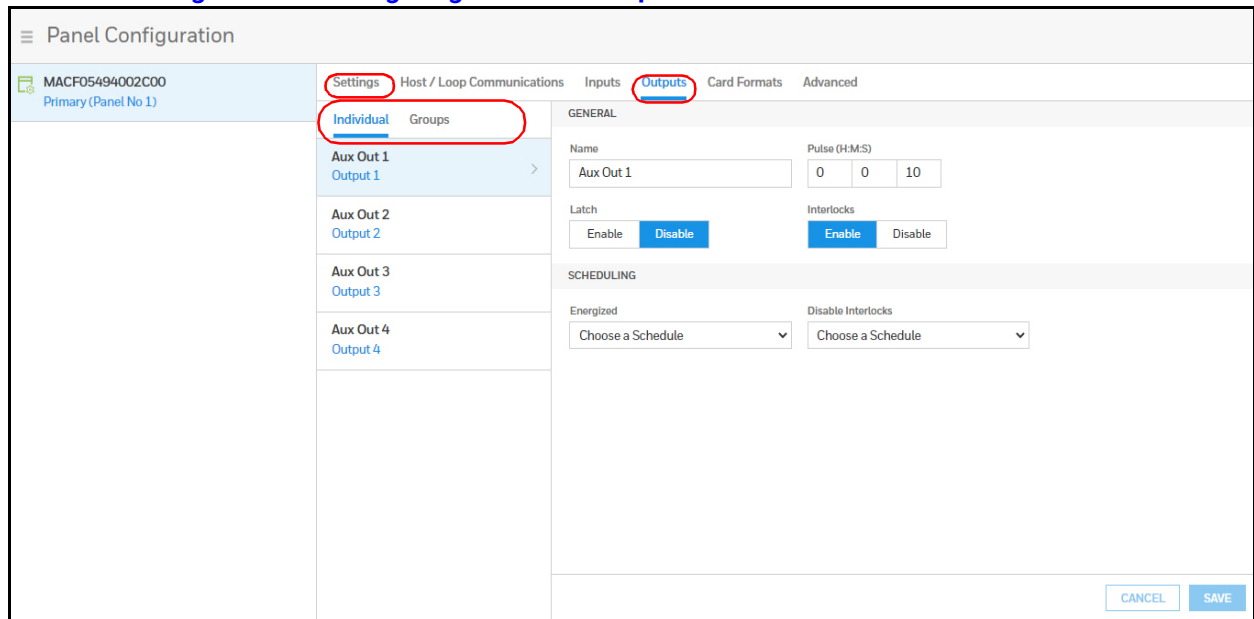 Panel Configuration
MACF05494002C00
Primary (Panel No 1)
Settings Host / Loop Communications Inputs Outputs Card Formats Advanced
Individual Groups
Aux Out 1
Output 1
Aux Out 2
Output 2
Aux Out 3
Output 3
Aux Out 4
Output 4
GENERAL
Name Pulse (H:M:S)
Aux Out 1 0 0 10
Latch Interlocks
Enable Disable Enable Disable
SCHEDULING
Energized Disable Interlocks
Choose a Schedule Choose a Schedule
CANCEL SAVE